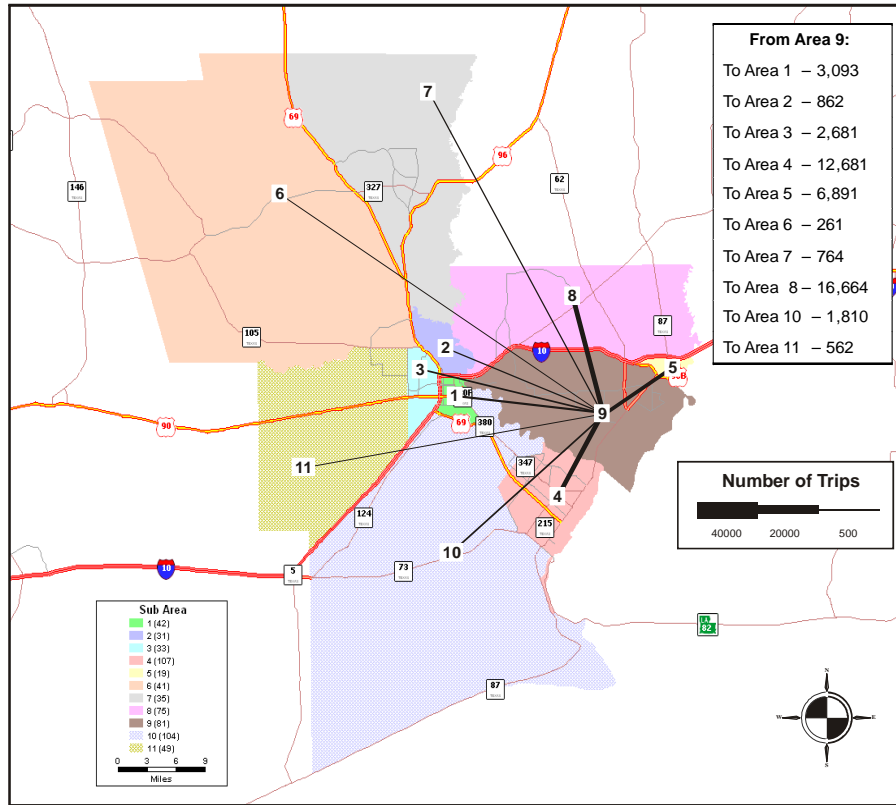 From Area 9:
To Area 1 – 3,093
To Area 2 – 862
To Area 3 – 2,681
To Area 4 – 12,681
To Area 5 – 6,891
To Area 6 – 261
To Area 7 – 764
To Area 8 – 16,664
To Area 10 – 1,810
To Area 11 – 562
7
69
96
146
327
62
6
8
87
105
10
2
3
5
1
9
90
69
380
11
347
4
124
215
10
10
5
73
LA
82
87
Number of Trips
40000 20000 500
Sub Area
1 (42)
2 (31)
3 (33)
4 (107)
5 (19)
6 (41)
7 (35)
8 (75)
9 (81)
10 (104)
11 (49)
0 3 6 9
Miles
N
W E
S